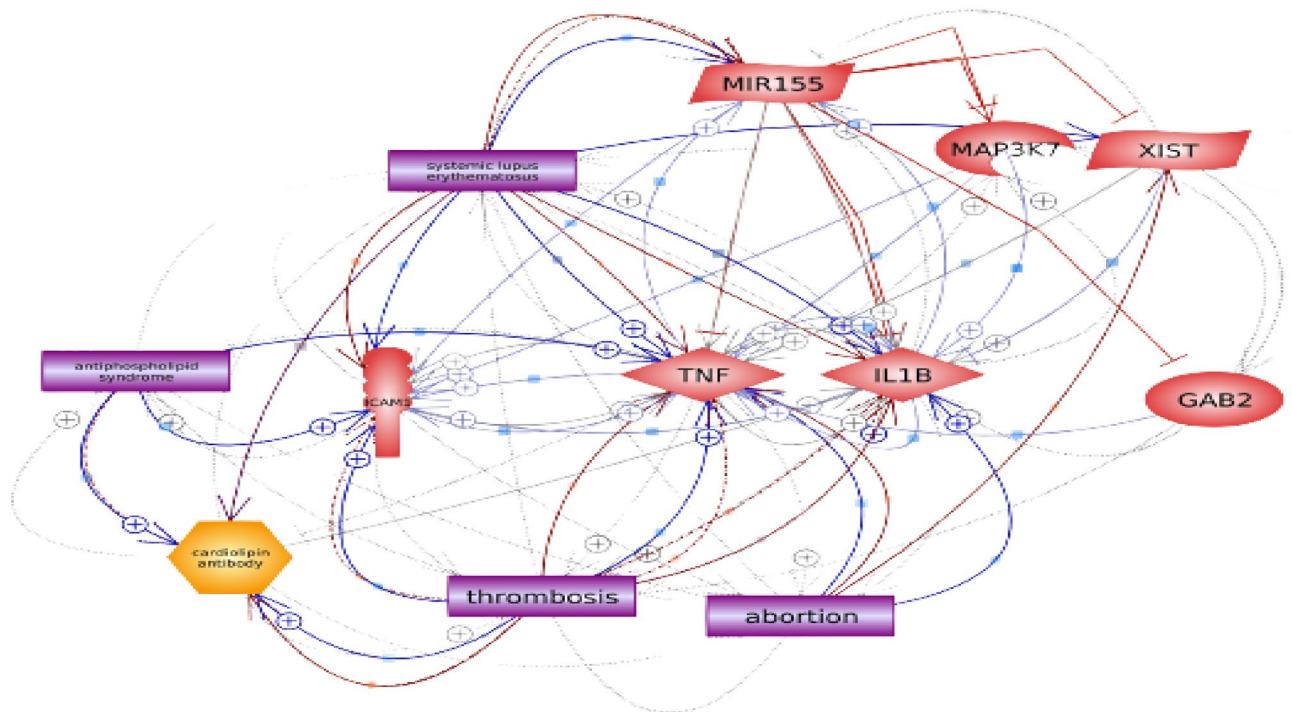 MIR155
MAP3K7
XIST
systemic lupus
erythematosus
antiphospholipid
syndrome
ICAM1
TNF
IL1B
GAB2
cardiolipin
antibody
thrombosis
abortion